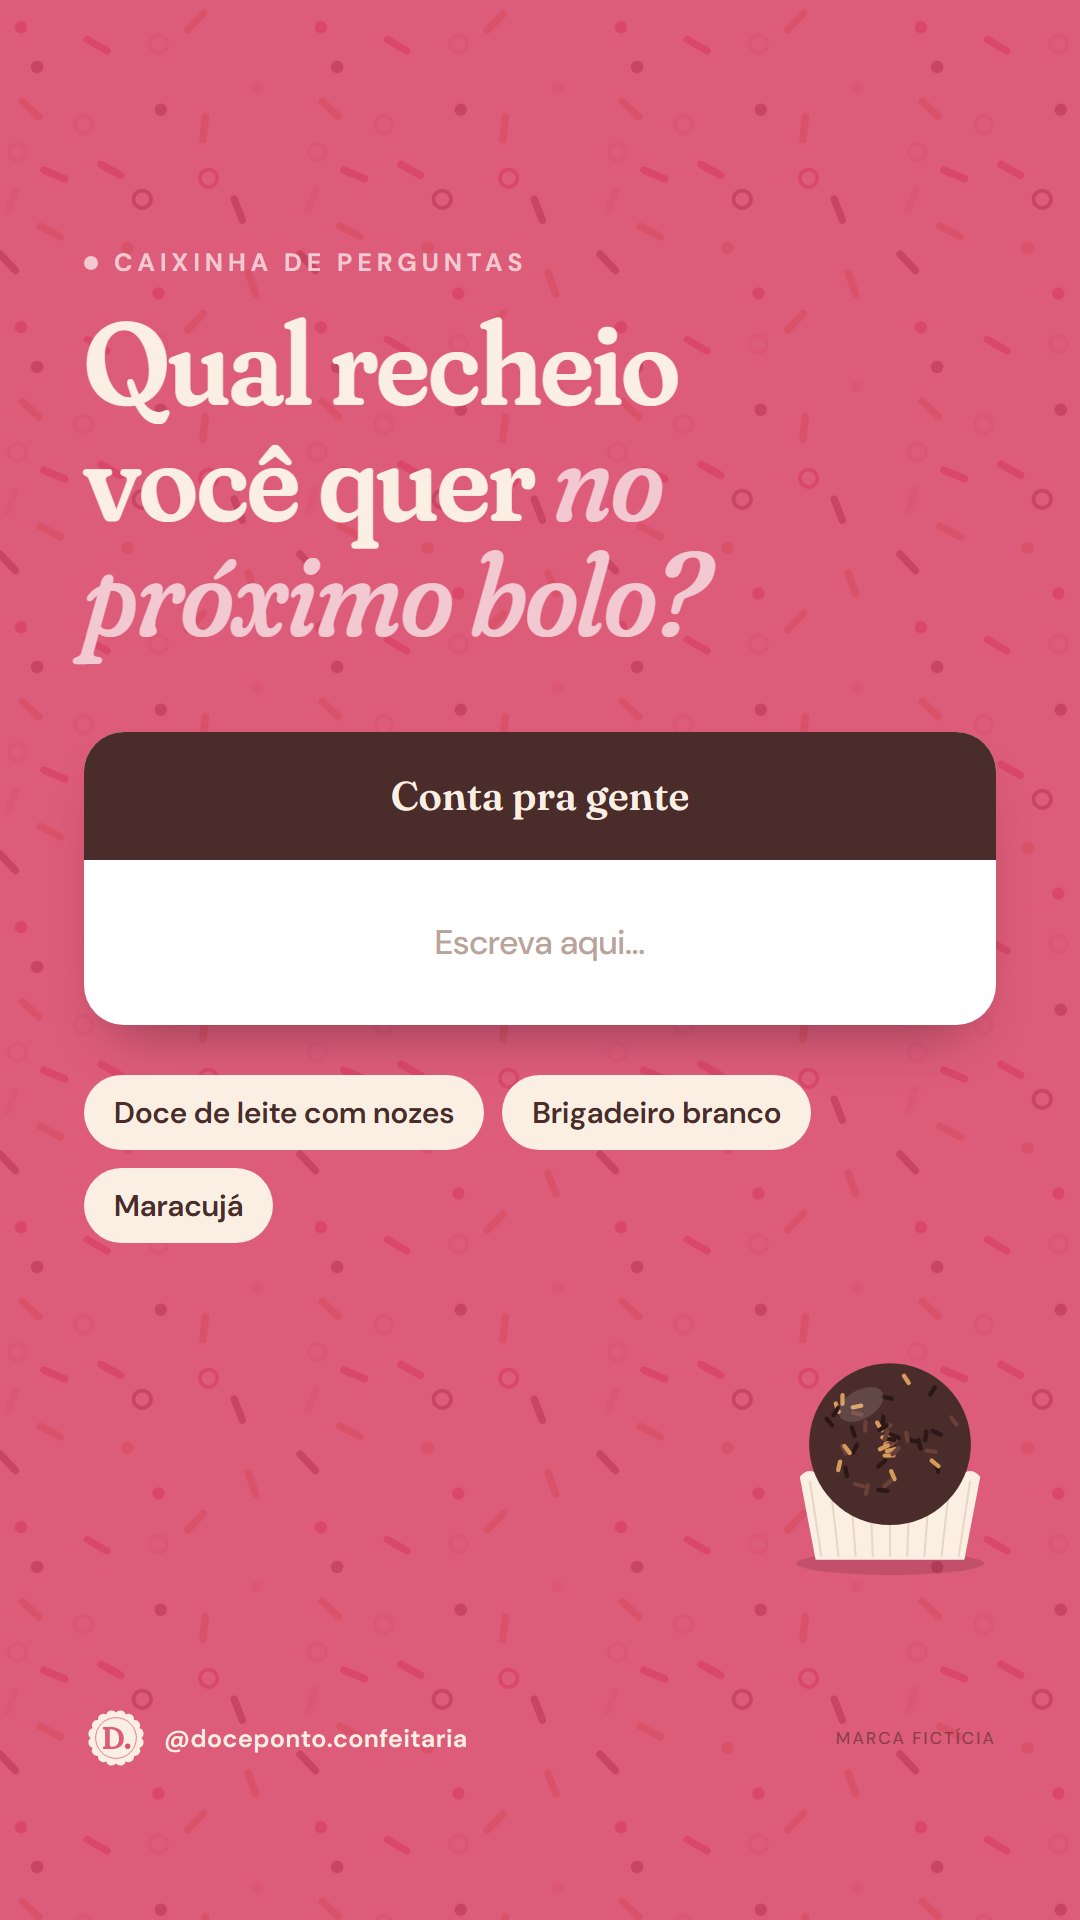 CAIXINHA DE PERGUNTAS
Qual recheio
você quer no
próximo bolo?
Conta pra gente
Escreva aqui...
Doce de leite com nozes
Brigadeiro branco
Maracujá
D.
@doceponto.confeitaria
MARCA FICTÍCIA